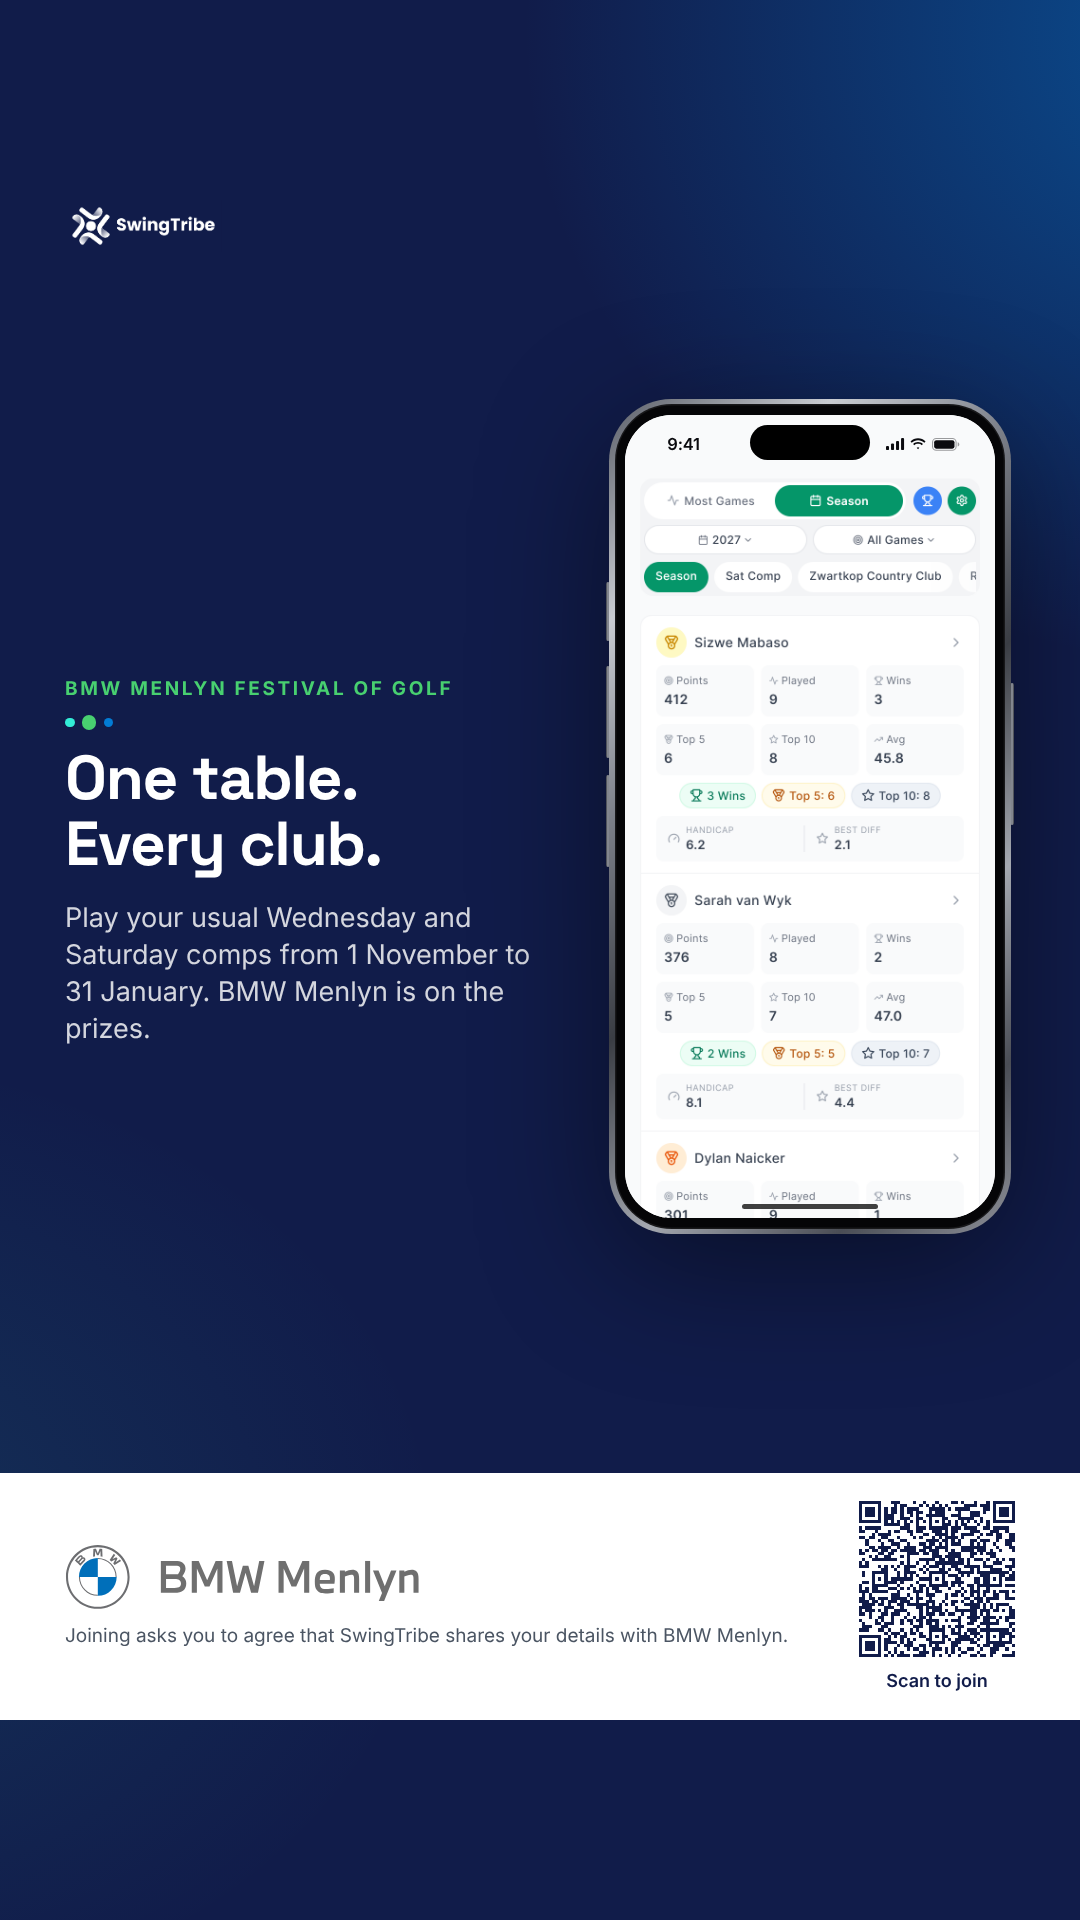 SwingTribe
BMW MENLYN FESTIVAL OF GOLF
One table.
Every club.
Play your usual Wednesday and
Saturday comps from 1 November to
31 January. BMW Menlyn is on the
prizes.
9:41
Most Games Season
2027 All Games
Season Sat Comp Zwartkop Country Club R
Sizwe Mabaso
Points Played Wins
412 9 3
Top 5 Top 10 Avg
6 8 45.8
3 Wins Top 5: 6 Top 10: 8
HANDICAP BEST DIFF
6.2 2.1
Sarah van Wyk
Points Played Wins
376 8 2
Top 5 Top 10 Avg
5 7 47.0
2 Wins Top 5: 5 Top 10: 7
HANDICAP BEST DIFF
8.1 4.4
Dylan Naicker
Points Played Wins
301 9 1
BMW
BMW Menlyn
Joining asks you to agree that SwingTribe shares your details with BMW Menlyn.
Scan to join